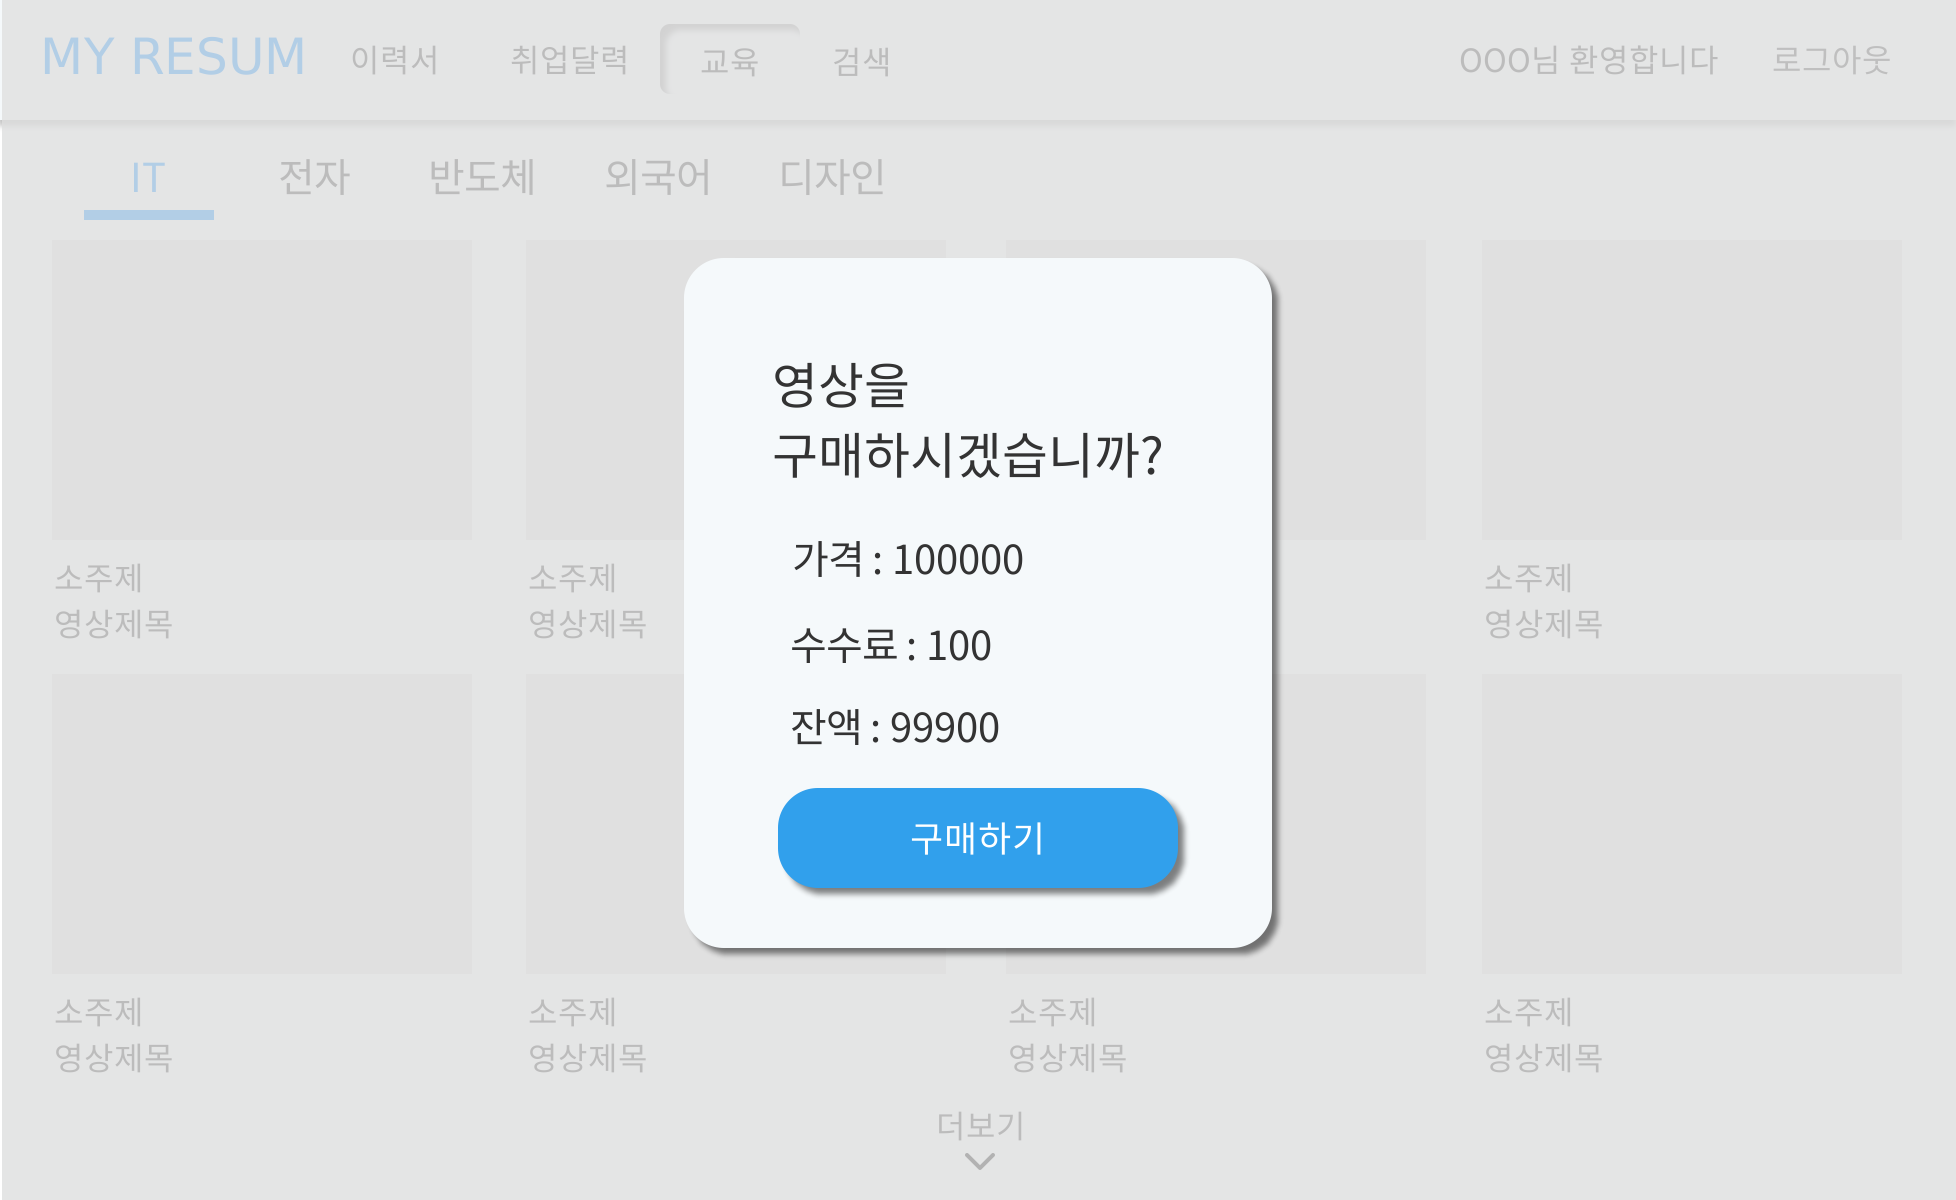 MY RESUM 이력서 취업달력 교육 검색 OOO님 환영합니다 로그아웃
IT 전자 반도체 외국어 디자인
영상을
구매하시겠습니까?
가격 : 100000
수수료 : 100
잔액 : 99900
구매하기
소주제 소주제 소주제
영상제목 영상제목 영상제목
소주제 소주제 소주제 소주제
영상제목 영상제목 영상제목 영상제목
더보기